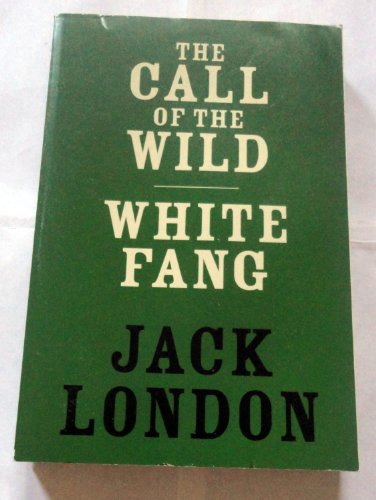 THE
CALL
OF THE
WILD
WHITE
FANG
JACK
LONDON